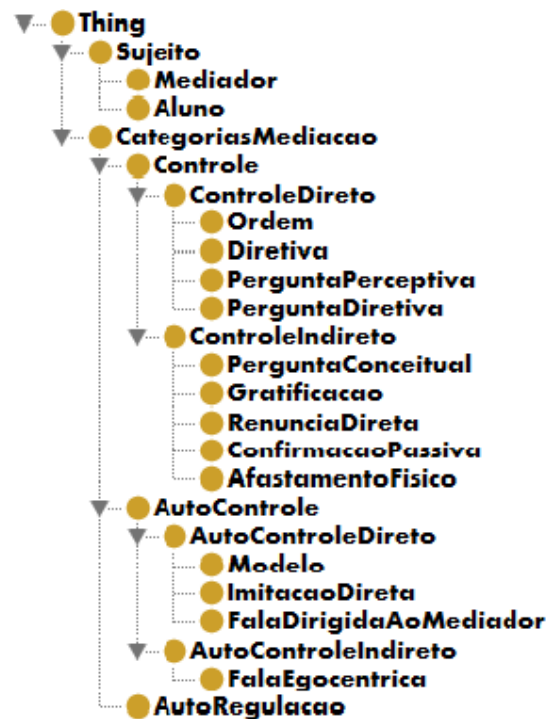 Thing
Sujeito
Mediador
Aluno
CategoriasMediacao
Controle
ControleDireto
Ordem
Diretiva
PerguntaPerceptiva
PerguntaDiretiva
ControleIndireto
PerguntaConceitual
Gratificacao
RenunciaDireta
ConfirmacaoPassiva
AfastamentoFisico
AutoControle
AutoControleDireto
Modelo
ImitacaoDireta
FalaDirigidaAoMediador
AutoControleIndireto
FalaEgocentrica
AutoRegulacao